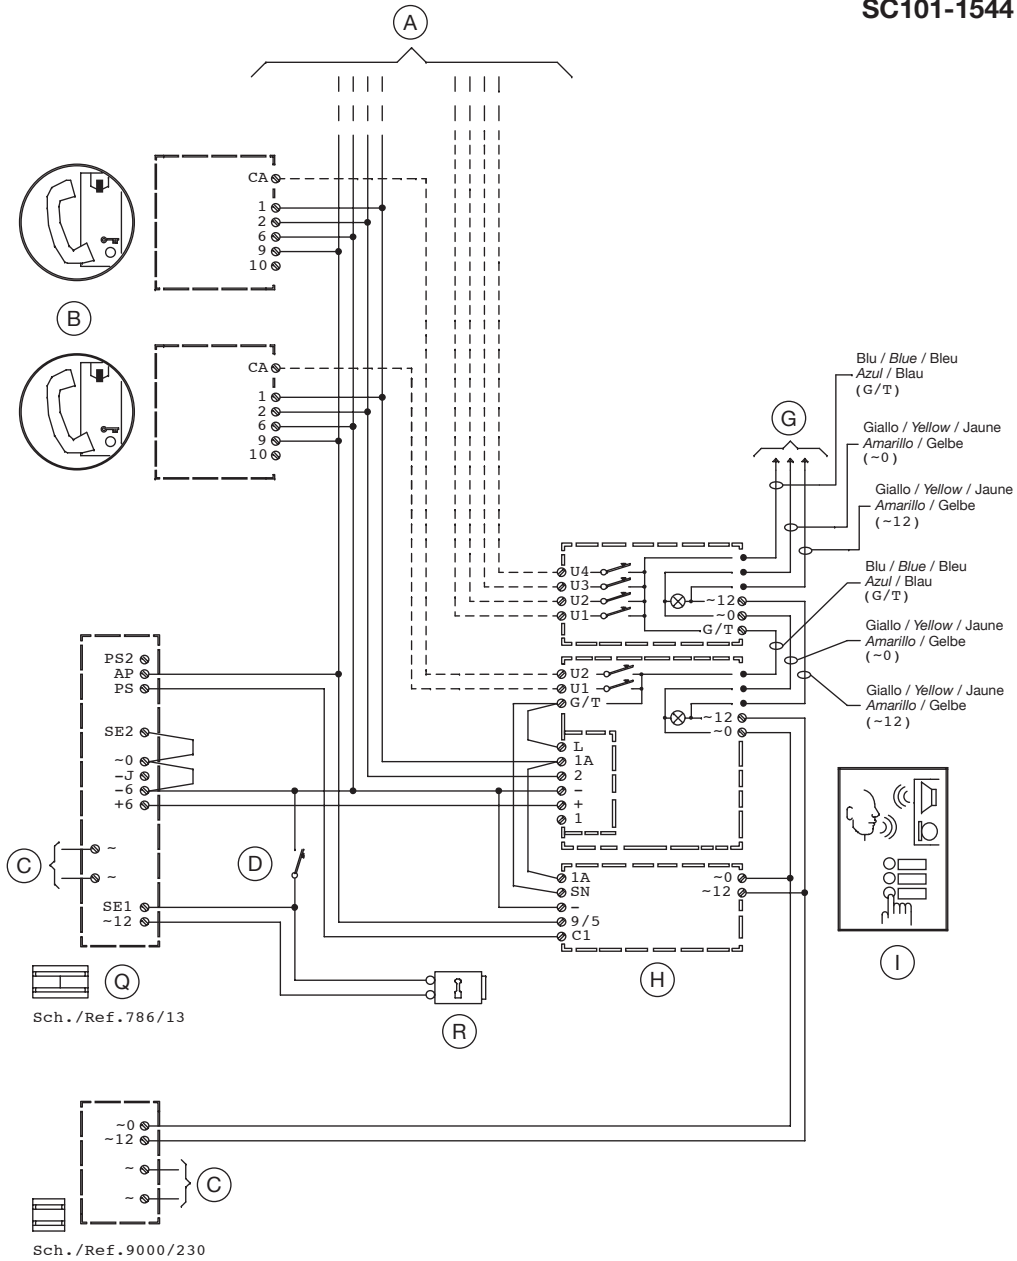 SC101-1544
A
CA
1
2
6
9
10
B
CA
1
2
6
9
10
Blu / Blue / Bleu
Azul / Blau
(G/T)
G
Giallo / Yellow / Jaune
Amarillo / Gelbe
(~0)
Giallo / Yellow / Jaune
Amarillo / Gelbe
(~12)
U4
U3
U2
U1
~12
~0
G/T
Blu / Blue / Bleu
Azul / Blau
(G/T)
Giallo / Yellow / Jaune
Amarillo / Gelbe
(~0)
Giallo / Yellow / Jaune
Amarillo / Gelbe
(~12)
PS2
AP
PS
SE2
~0
-J
-6
+6
~
~
SE1
~12
C
D
U2
U1
G/T
~12
~0
L
1A
2
-
+
1
1A
SN
-
9/5
C1
~0
~12
H
I
Q
Sch./Ref.786/13
R
~0
~12
~
~
C
Sch./Ref.9000/230